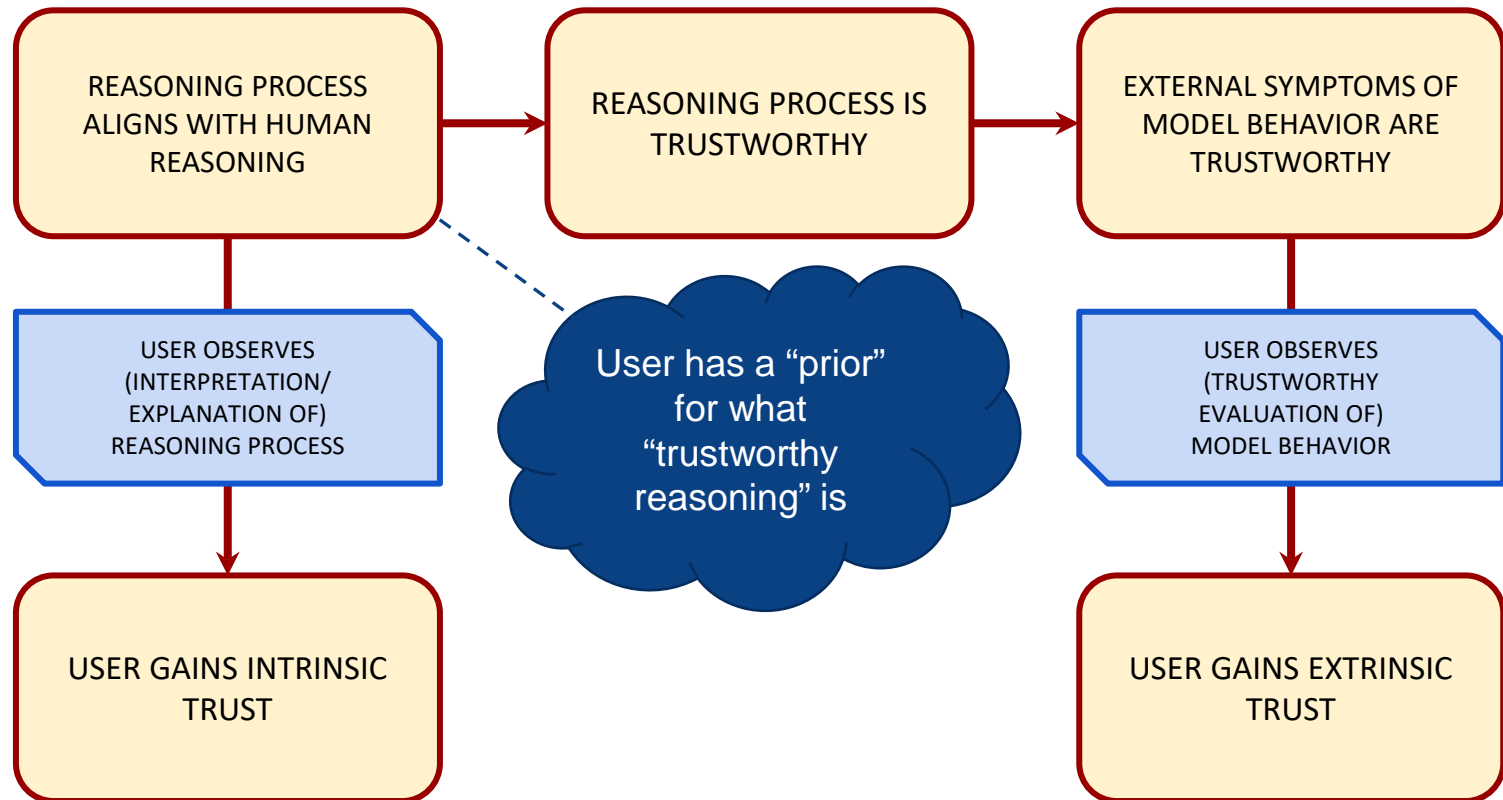 REASONING PROCESS
ALIGNS WITH HUMAN
REASONING
REASONING PROCESS IS
TRUSTWORTHY
EXTERNAL SYMPTOMS OF
MODEL BEHAVIOR ARE
TRUSTWORTHY
USER OBSERVES
(INTERPRETATION/
EXPLANATION OF)
REASONING PROCESS
User has a “prior”
for what
“trustworthy
reasoning” is
USER OBSERVES
(TRUSTWORTHY
EVALUATION OF)
MODEL BEHAVIOR
USER GAINS INTRINSIC
TRUST
USER GAINS EXTRINSIC
TRUST